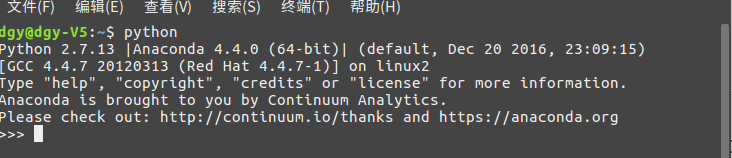 文件(F) 编辑(E) 查看(V) 搜索(S) 终端(T) 帮助(H)
dgy@dgy-V5:~$ python
Python 2.7.13 |Anaconda 4.4.0 (64-bit)| (default, Dec 20 2016, 23:09:15)
[GCC 4.4.7 20120313 (Red Hat 4.4.7-1)] on linux2
Type "help", "copyright", "credits" or "license" for more information.
Anaconda is brought to you by Continuum Analytics.
Please check out: http://continuum.io/thanks and https://anaconda.org
>>>